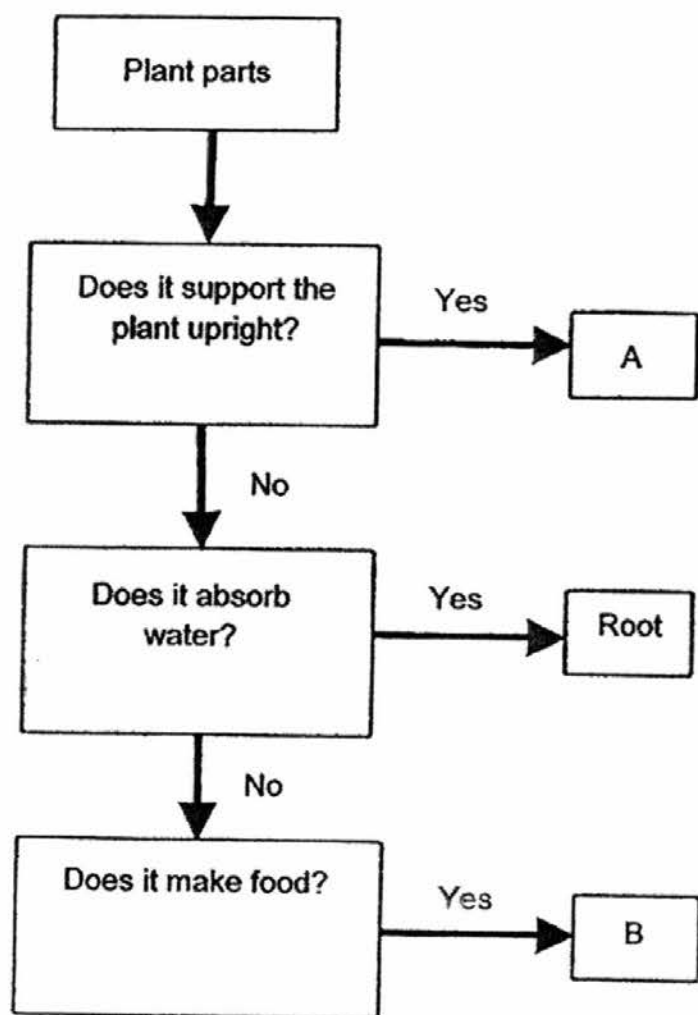 Plant parts
Does it support the
plant upright?
Yes
A
No
Does it absorb
water?
Yes
Root
No
Does it make food?
Yes
B